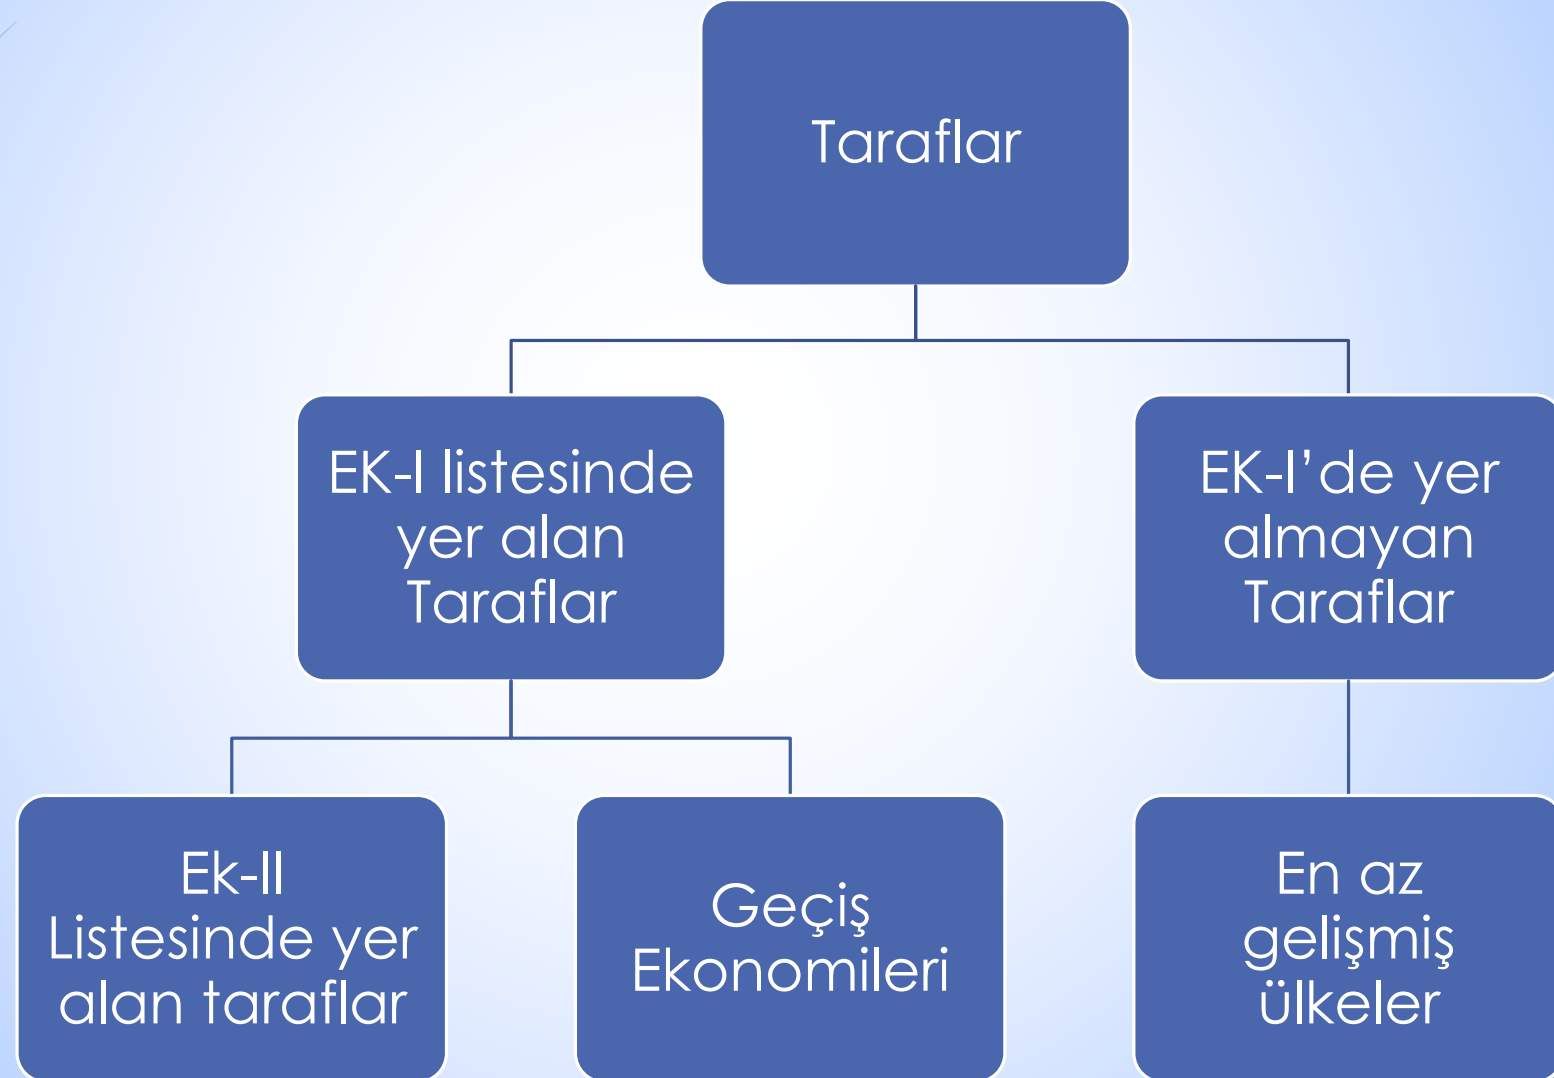 Taraflar
EK-I listesinde
yer alan
Taraflar
EK-I’de yer
almayan
Taraflar
Ek-II
Listesinde yer
alan taraflar
Geçiş
Ekonomileri
En az
gelişmiş
ülkeler